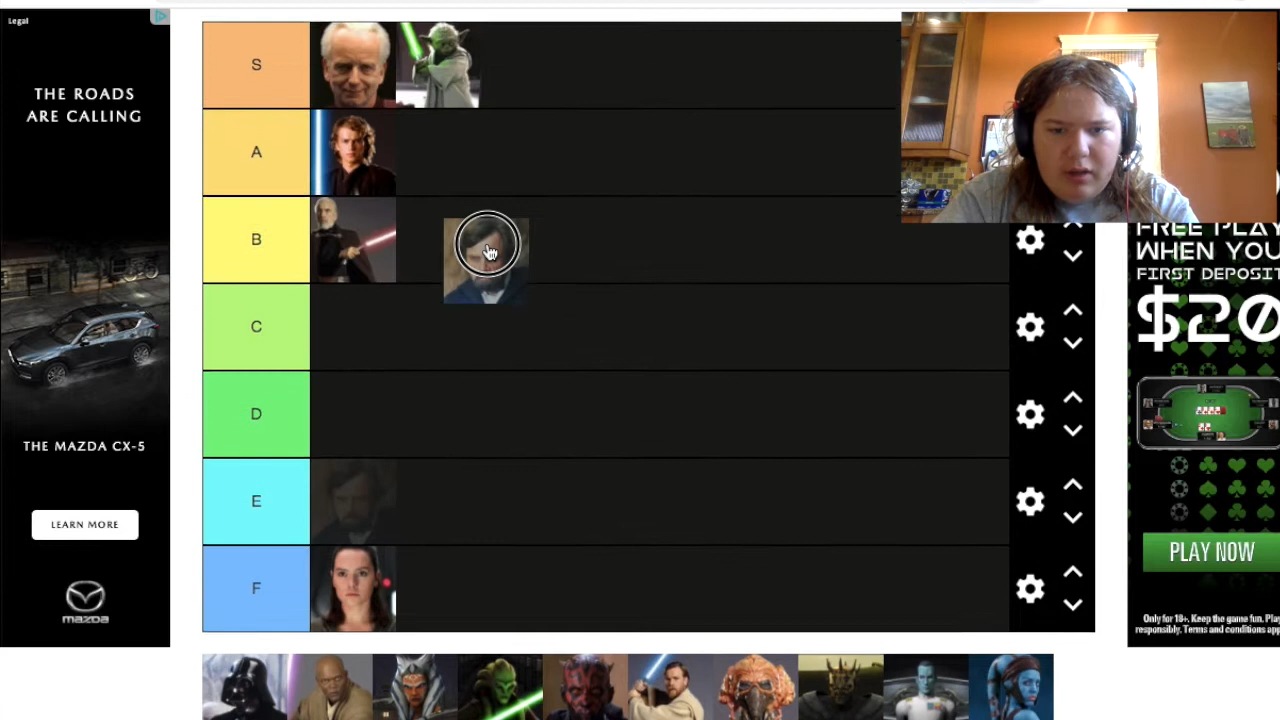 Legal
THE ROADS
ARE CALLING
THE MAZDA CX-5
LEARN MORE
mazda
S
A
B
C
D
E
F
FREE PLAY
WHEN YOU
FIRST DEPOSIT
$20
PLAY NOW
Only for 18+. Keep the game fun. Play
responsibly. Terms and conditions app